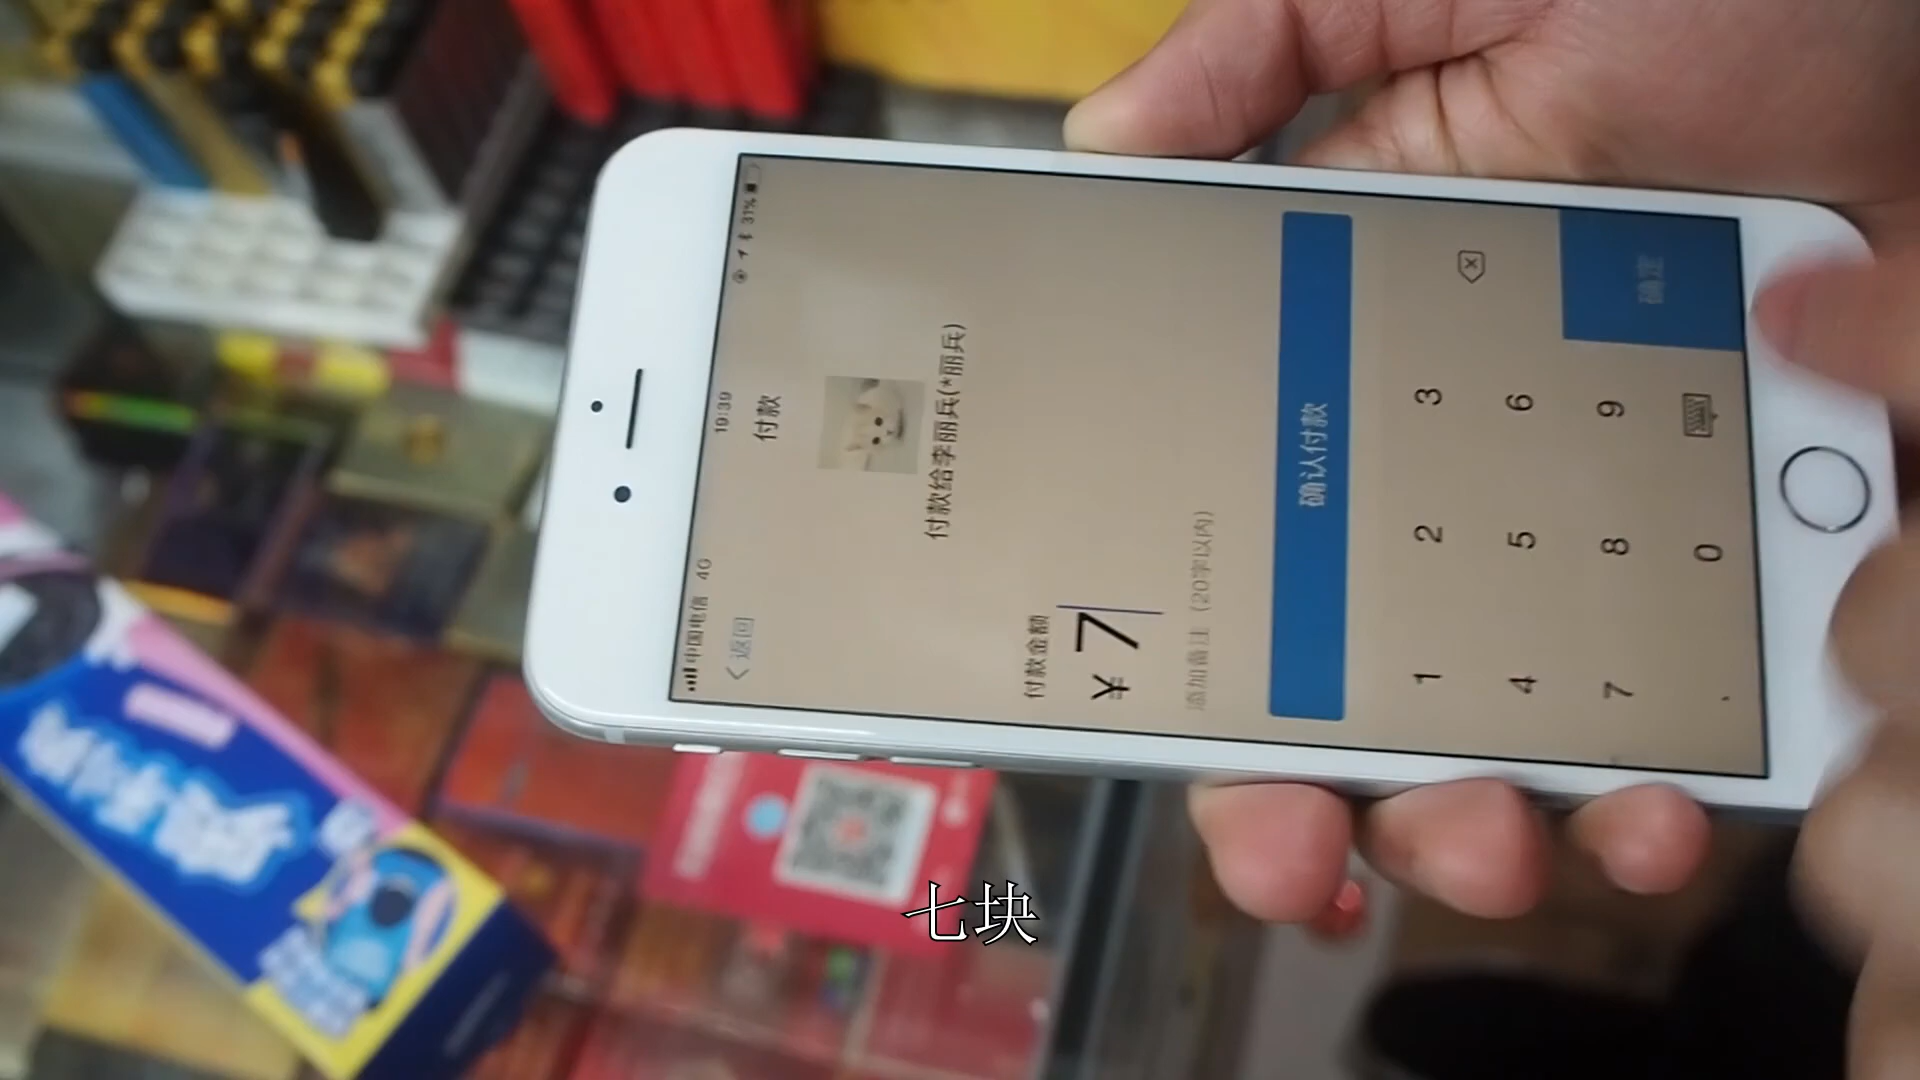 中国电信 4G
19:39
31%
返回
付款
付款给李丽兵(*丽兵)
付款金额
¥ 7
添加备注（20字以内）
确认付款
1 2 3
4 5 6
7 8 9
. 0
确定
七块